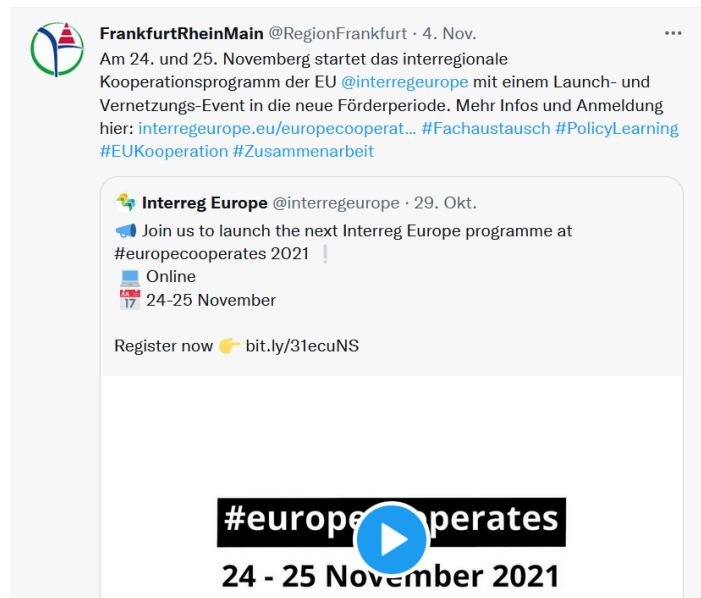 FrankfurtRheinMain @RegionFrankfurt · 4. Nov.
Am 24. und 25. Novemberg startet das interregionale
Kooperationsprogramm der EU @interregeurope mit einem Launch- und
Vernetzungs-Event in die neue Förderperiode. Mehr Infos und Anmeldung
hier: interregeurope.eu/europecooperat… #Fachaustausch #PolicyLearning
#EUKooperation #Zusammenarbeit
Interreg Europe @interregeurope · 29. Okt.
📢 Join us to launch the next Interreg Europe programme at
#europecooperates 2021 ❕
💻 Online
📅 24-25 November
Register now 👉 bit.ly/31ecuNS
#europecooperates
24 - 25 November 2021